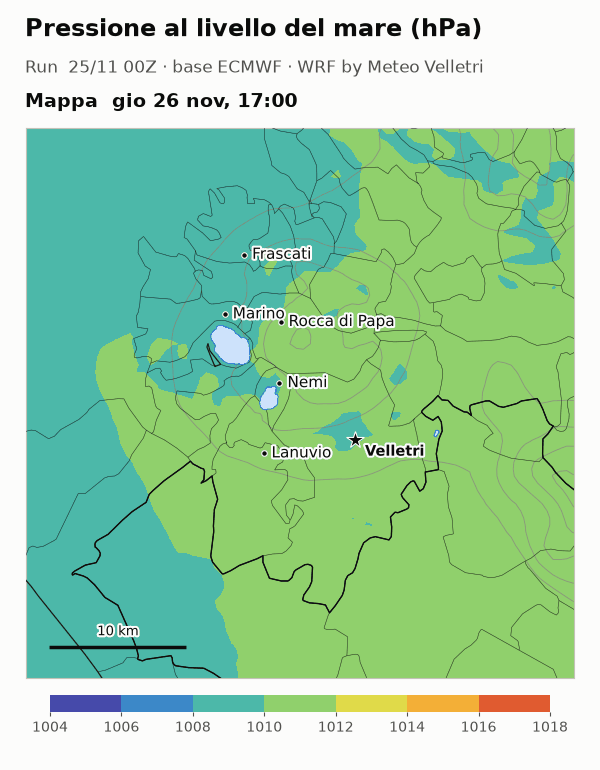 Pressione al livello del mare (hPa)
Run  25/11 00Z · base ECMWF · WRF by Meteo Velletri
Mappa  gio 26 nov, 17:00
Frascati
Marino
Rocca di Papa
Nemi
Velletri
Lanuvio
10 km
1004 1006 1008 1010 1012 1014 1016 1018